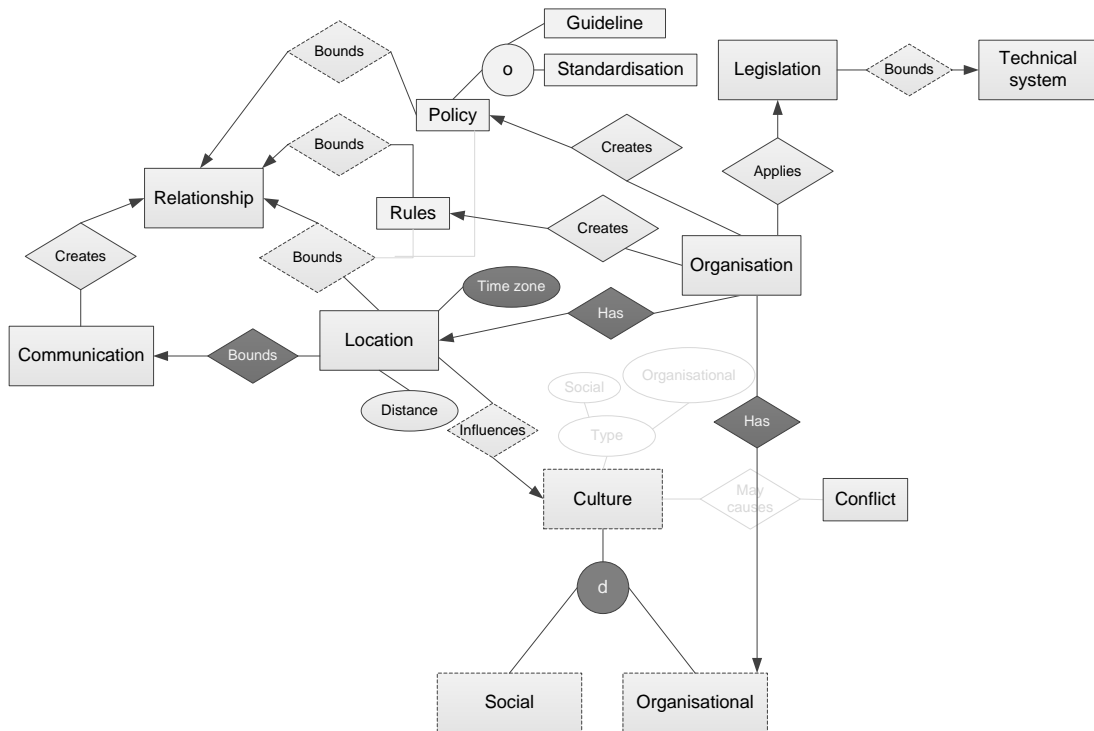 Guideline
Bounds
o
Standardisation
Legislation
Bounds
Technical
system
Policy
Bounds
Creates
Applies
Relationship
Rules
Creates
Creates
Bounds
Organisation
Time zone
Has
Location
Communication
Bounds
Social
Organisational
Distance
Influences
Type
Has
Culture
May
causes
Conflict
d
Social
Organisational